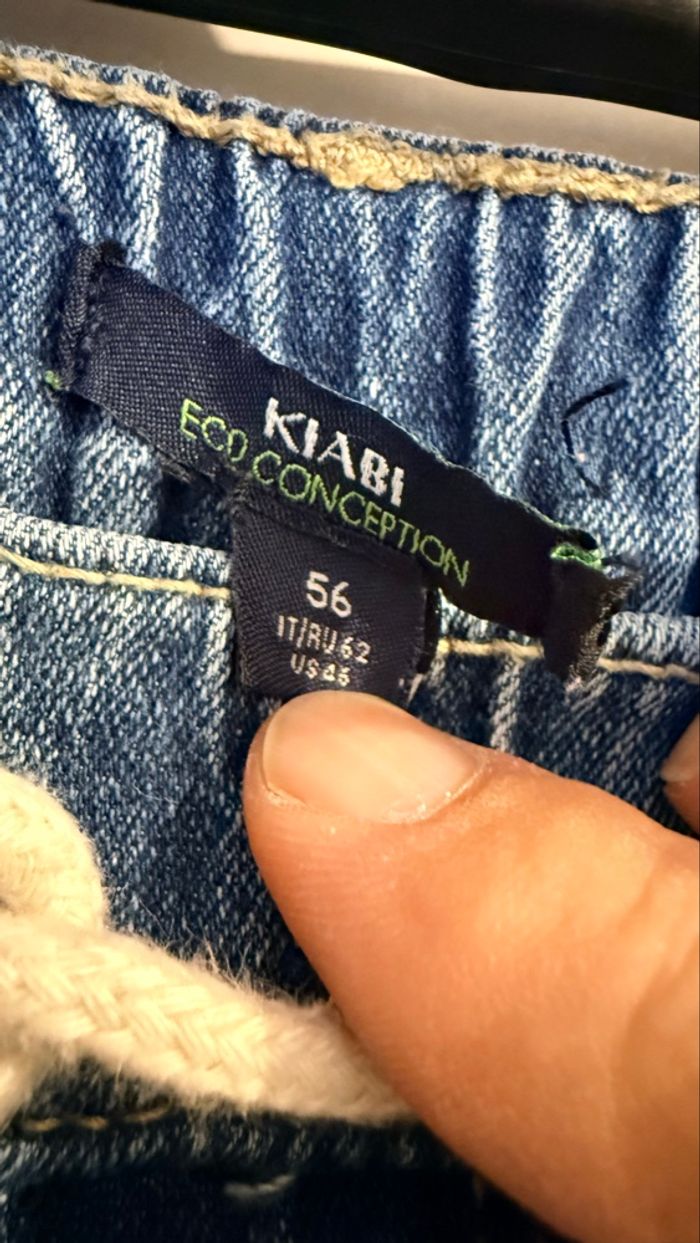 KIABI
ECO CONCEPTION
56
IT/RU 62
US 46